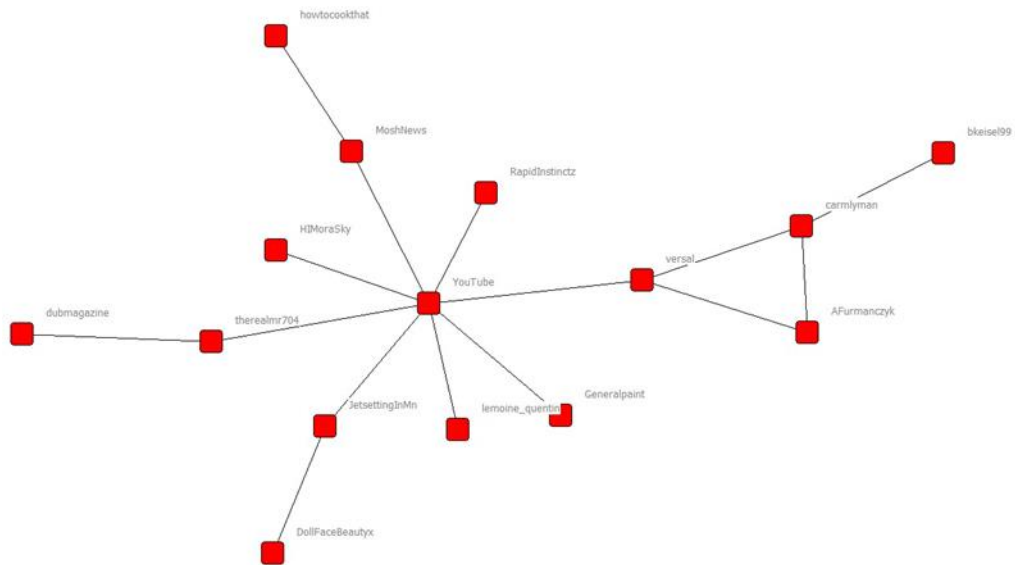 howtocookthat
MoshNews
bkeisel99
RapidInstinctz
carmlyman
HIMoraSky
versal
YouTube
dubmagazine
therealmr704
AFurmanczyk
Generalpaint
JetsettingInMn
lemoine_quentin
DollFaceBeautyx